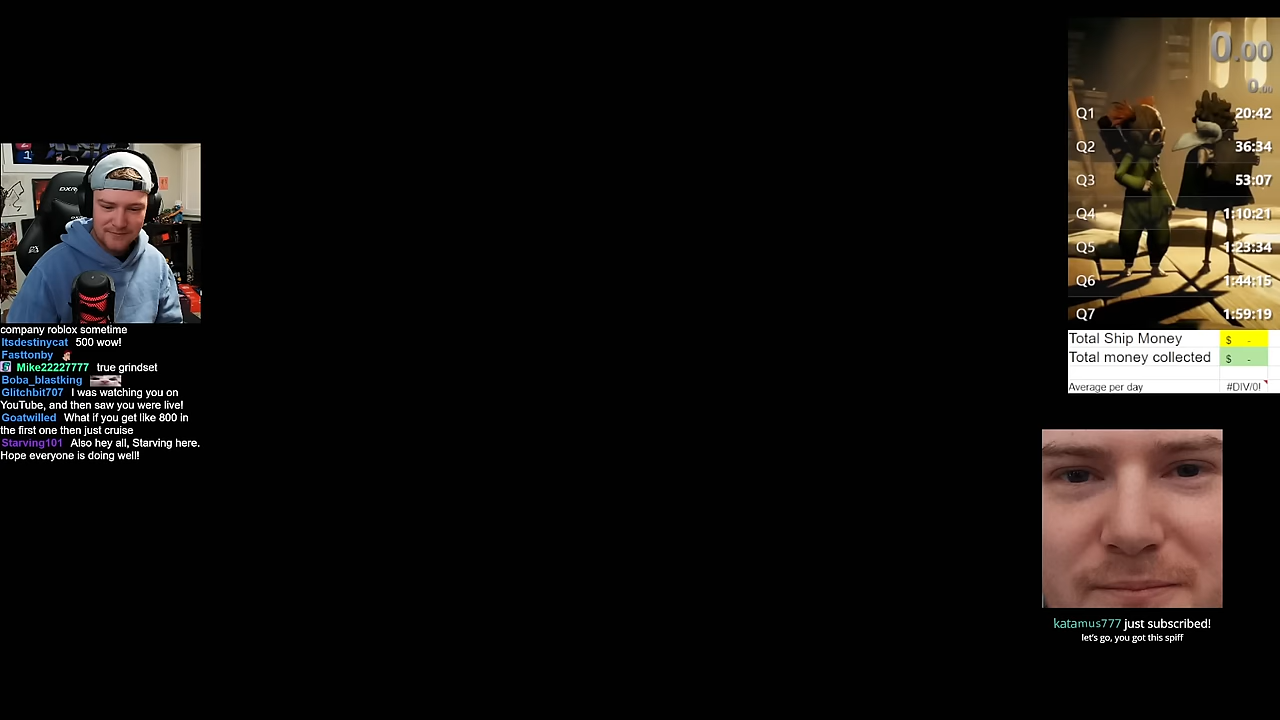 0.00
0.00
Q1 20:42
Q2 36:34
Q3 53:07
Q4 1:10:21
Q5 1:23:34
Q6 1:44:15
Q7 1:59:19
Total Ship Money $ -
Total money collected $ -
Average per day #DIV/0!
company roblox sometime
Itsdestinycat 500 wow!
Fasttonby
Mike22227777 true grindset
Boba_blastking
Glitchbit707 I was watching you on
YouTube, and then saw you were live!
Goatwilled What if you get like 800 in
the first one then just cruise
Starving101 Also hey all, Starving here.
Hope everyone is doing well!
katamus777 just subscribed!
let's go, you got this spiff